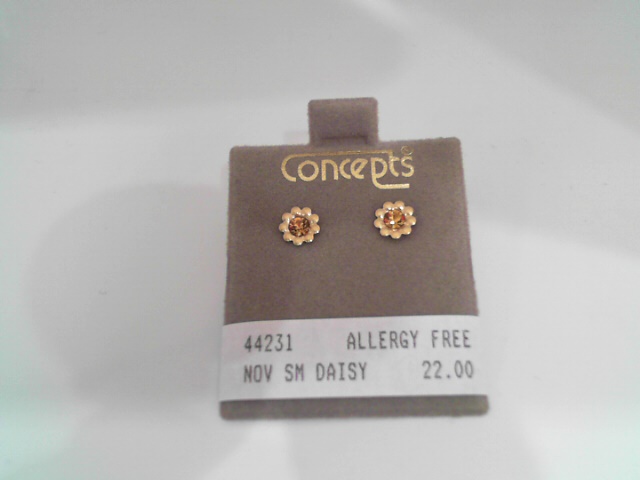 Concepts®
44231 ALLERGY FREE
NOV SM DAISY 22.00